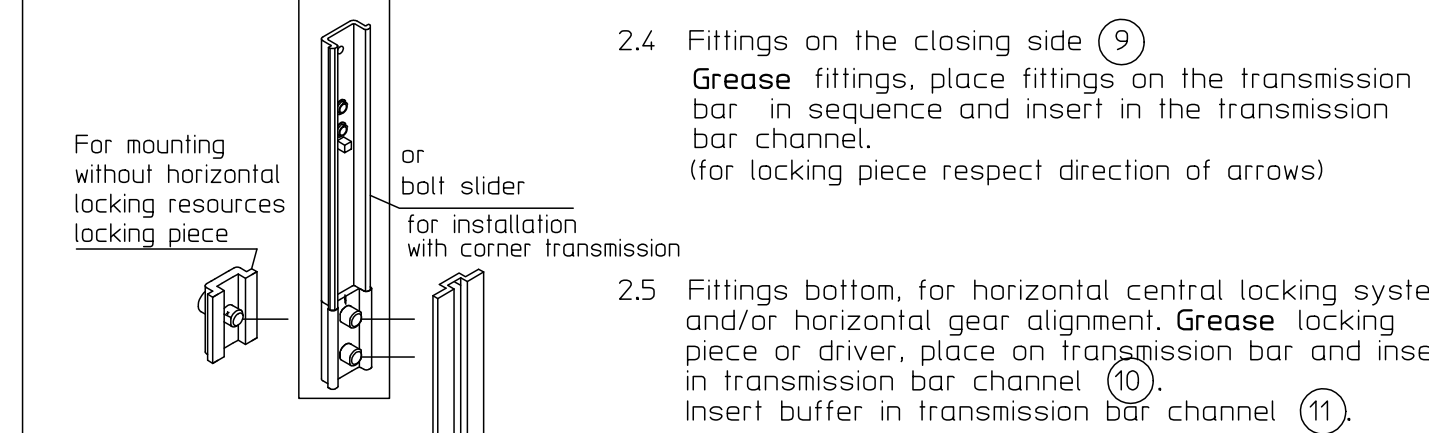 For mounting
without horizontal
locking resources
locking piece
or
bolt slider
for installation
with corner transmission
2.4 Fittings on the closing side 9
Grease fittings, place fittings on the transmission
bar in sequence and insert in the transmission
bar channel.
(for locking piece respect direction of arrows)
2.5 Fittings bottom, for horizontal central locking syste
and/or horizontal gear alignment. Grease locking
piece or driver, place on transmission bar and inse
in transmission bar channel 10.
Insert buffer in transmission bar channel 11.